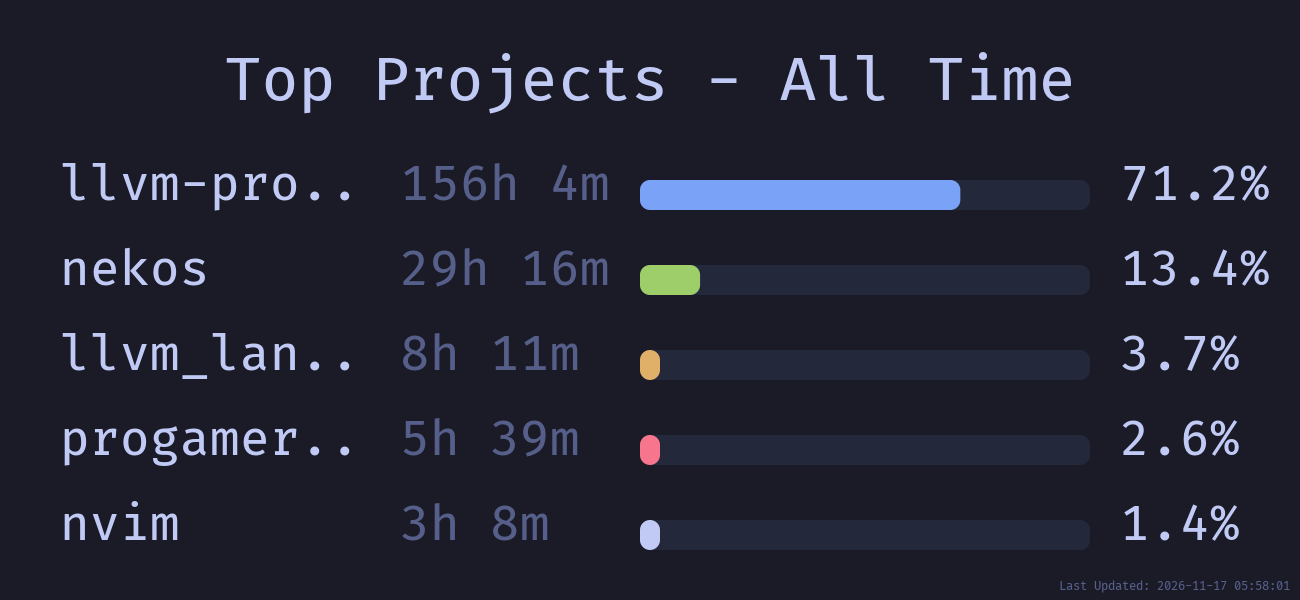 Top Projects - All Time
llvm-pro.. 156h 4m 71.2%
nekos 29h 16m 13.4%
llvm_lan.. 8h 11m 3.7%
progamer.. 5h 39m 2.6%
nvim 3h 8m 1.4%
Last Updated: 2026-11-17 05:58:01